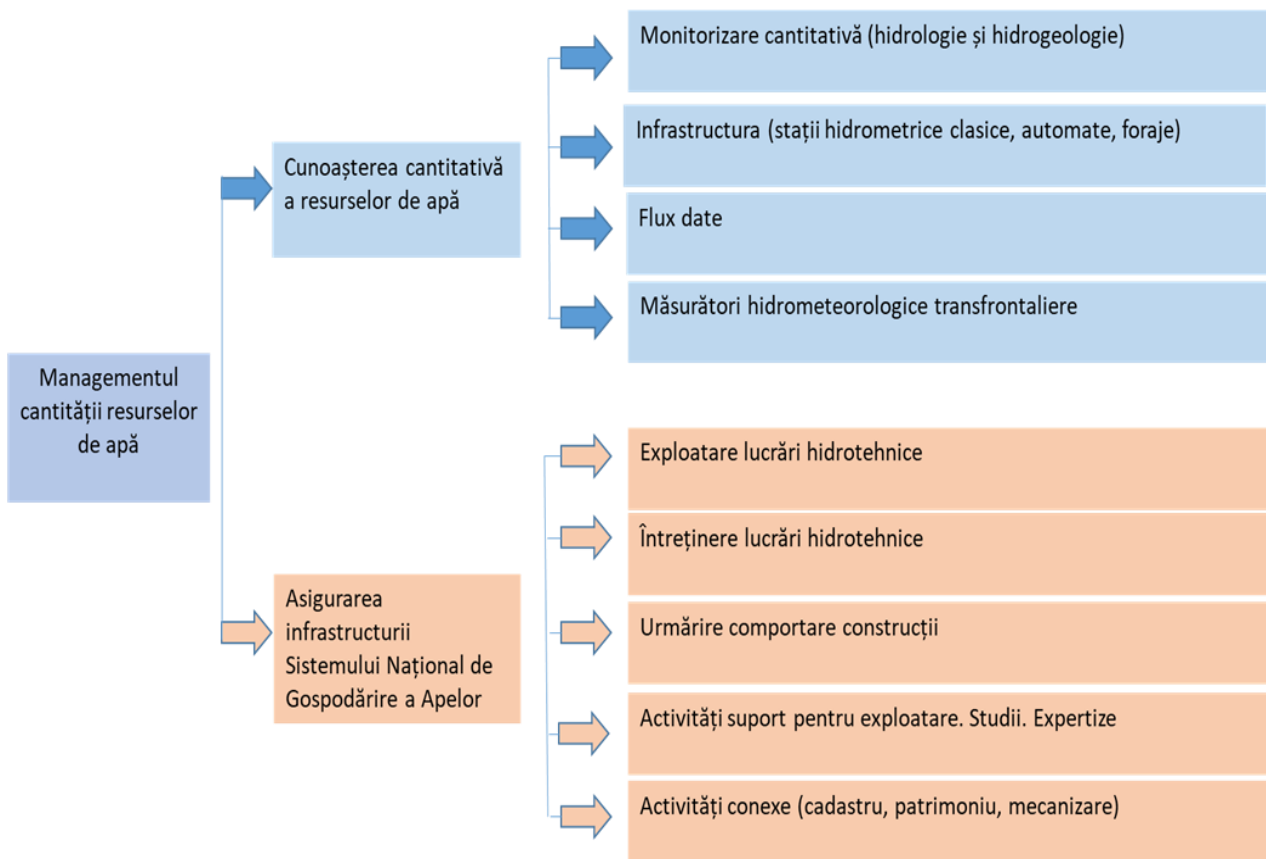 Managementul
cantității resurselor
de apă
Cunoașterea cantitativă
a resurselor de apă
Monitorizare cantitativă (hidrologie și hidrogeologie)
Infrastructura (stații hidrometrice clasice, automate, foraje)
Flux date
Măsurători hidrometeorologice transfrontaliere
Asigurarea
infrastructurii
Sistemului Național de
Gospodărire a Apelor
Exploatare lucrări hidrotehnice
Întreținere lucrări hidrotehnice
Urmărire comportare construcții
Activități suport pentru exploatare. Studii. Expertize
Activități conexe (cadastru, patrimoniu, mecanizare)